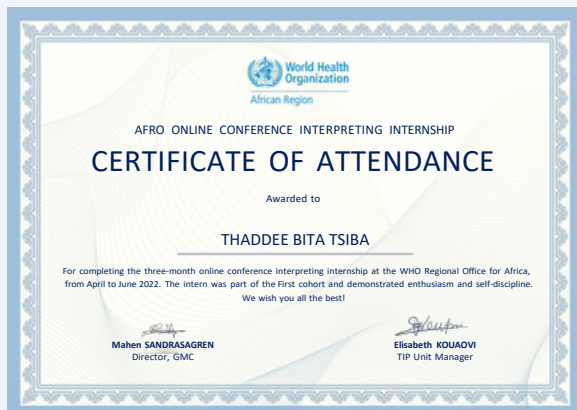 World Health
Organization
African Region
AFRO ONLINE CONFERENCE INTERPRETING INTERNSHIP
CERTIFICATE OF ATTENDANCE
Awarded to
THADDEE BITA TSIBA
For completing the three-month online conference interpreting internship at the WHO Regional Office for Africa,
from April to June 2022. The intern was part of the First cohort and demonstrated enthusiasm and self-discipline.
We wish you all the best!
Mahen SANDRASAGREN
Director, GMC
Elisabeth KOUAOVI
TIP Unit Manager